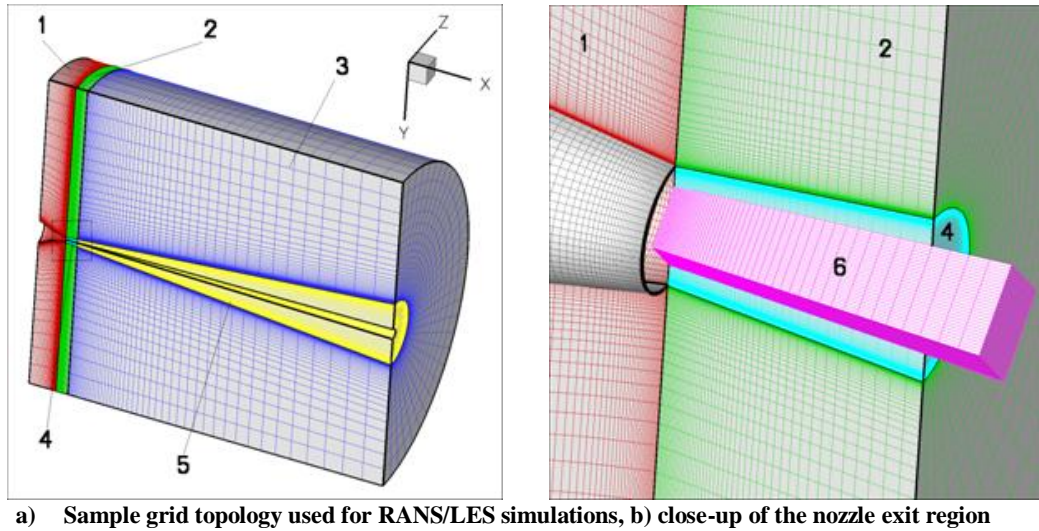 1
2
3
Z
X
Y
4
5
1
2
4
6
a) Sample grid topology used for RANS/LES simulations, b) close-up of the nozzle exit region